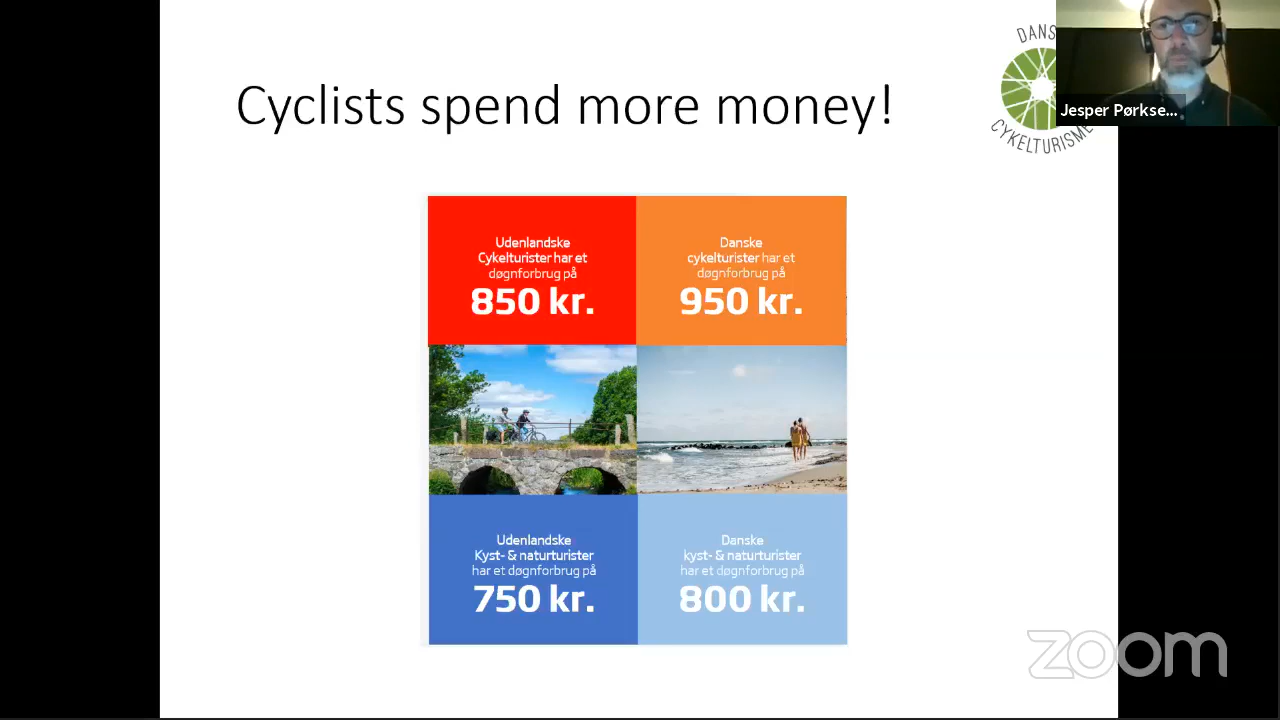 Cyclists spend more money!
DANS
CYKELTURISME
Jesper Pørkse...
Udenlandske
Cykelturister har et
døgnforbrug på
850 kr.
Danske
cykelturister har et
døgnforbrug på
950 kr.
Udenlandske
Kyst- & naturturister
har et døgnforbrug på
750 kr.
Danske
kyst- & naturturister
har et døgnforbrug på
800 kr.
zoom